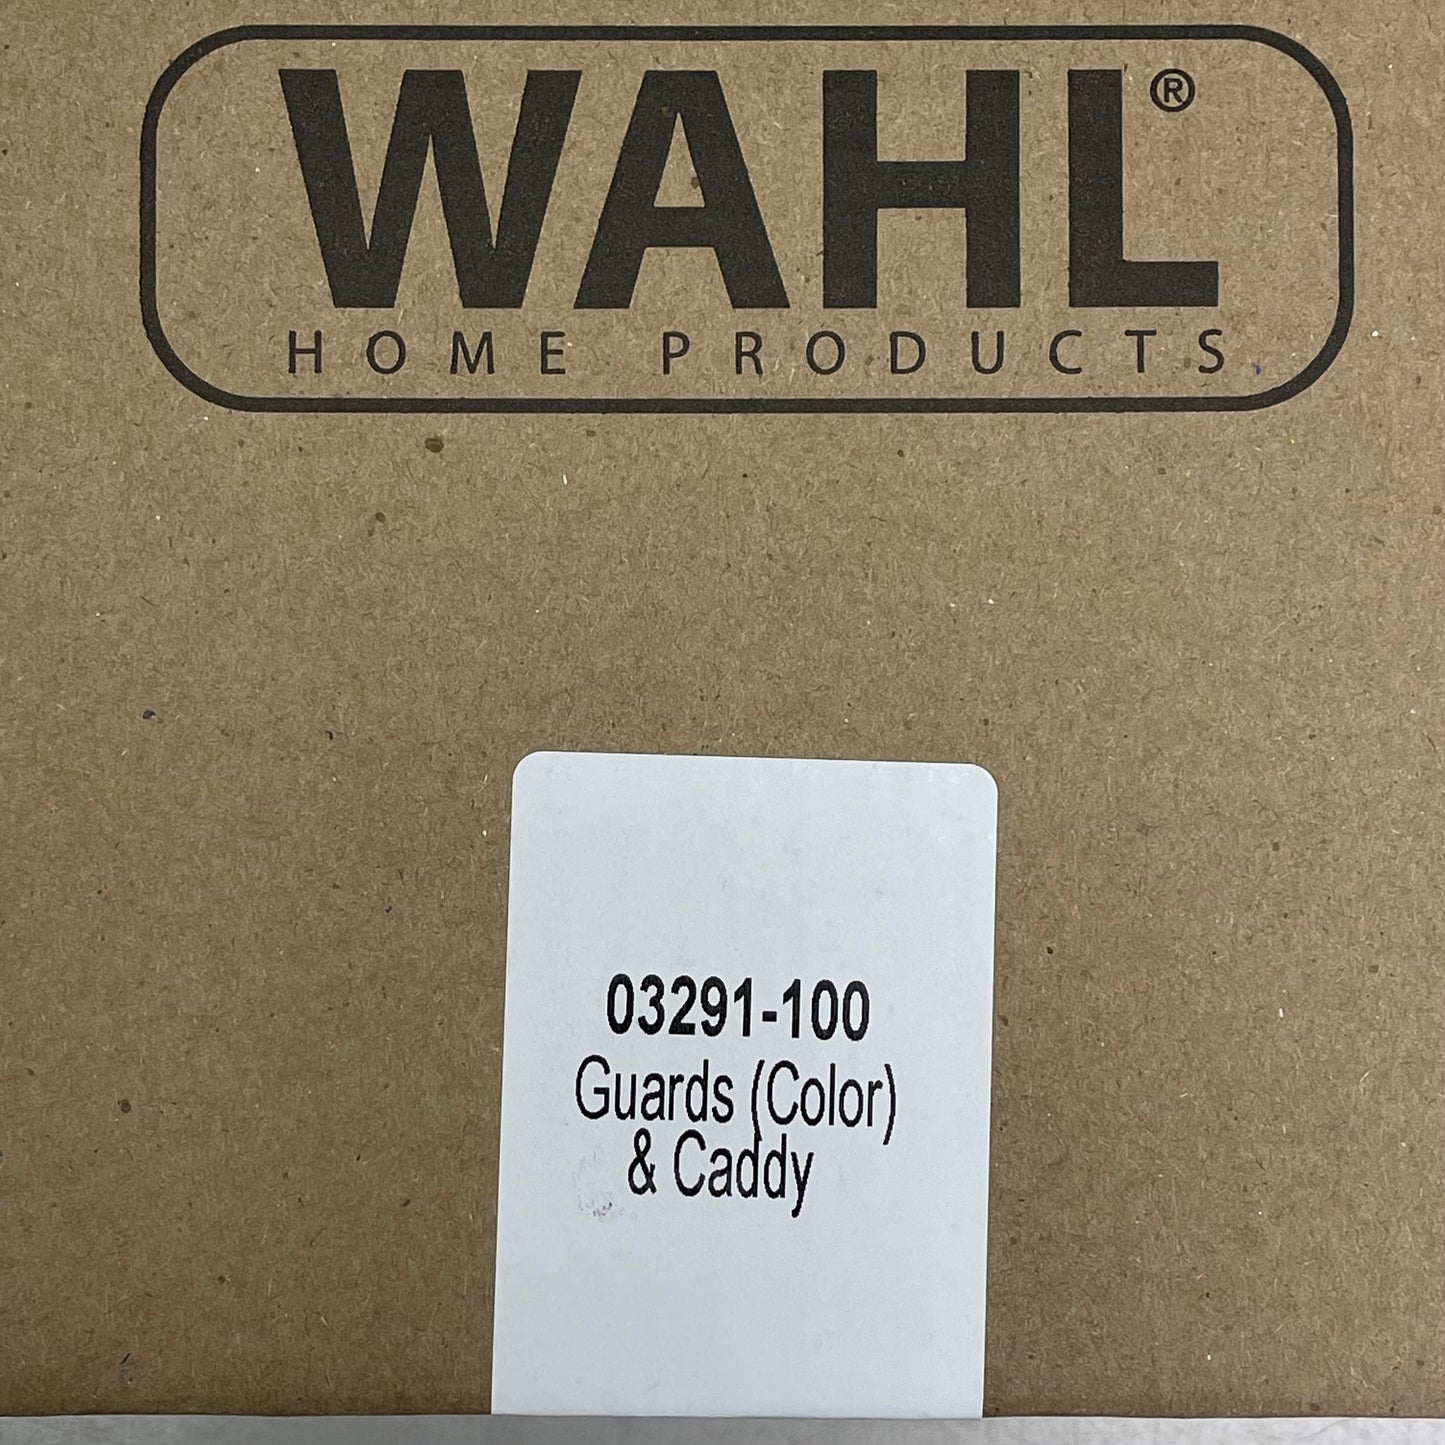 WAHL®
HOME PRODUCTS
03291-100
Guards (Color)
& Caddy